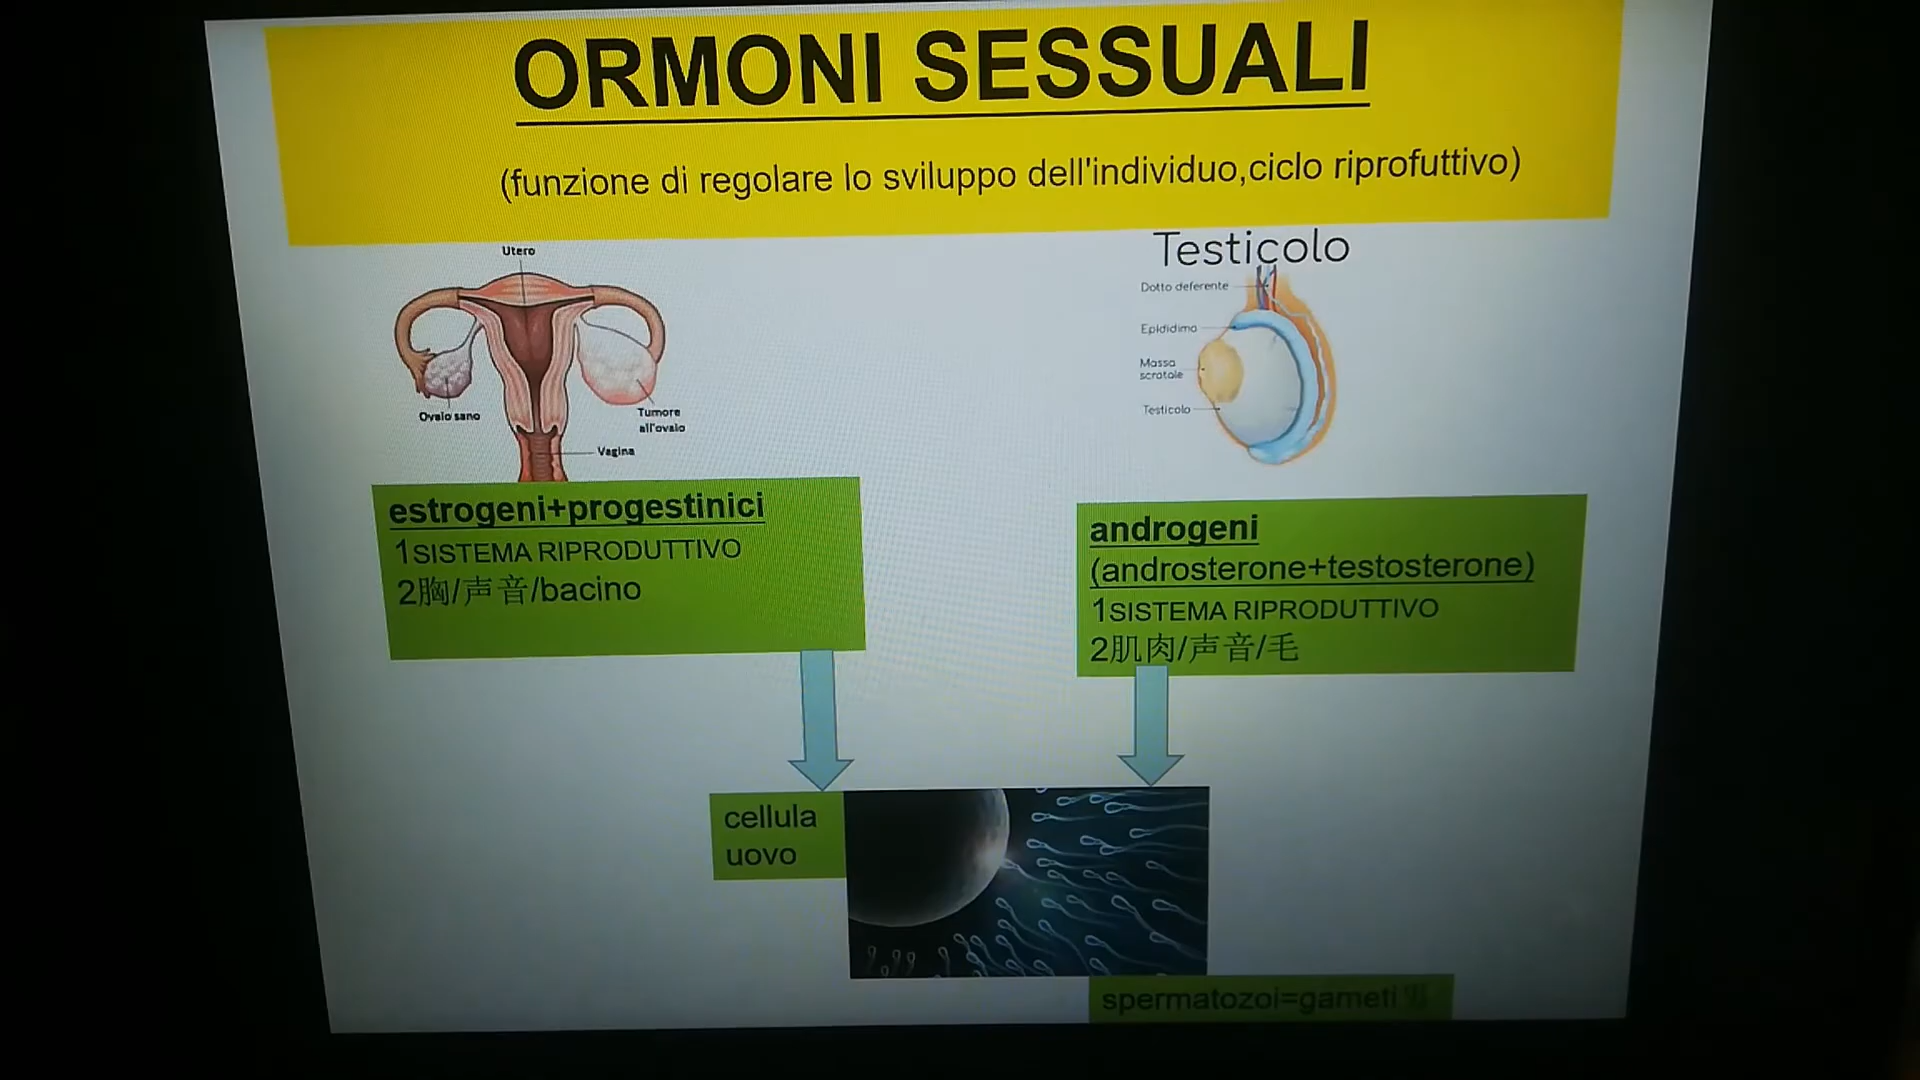 ORMONI SESSUALI
(funzione di regolare lo sviluppo dell'individuo,ciclo riprofuttivo)
Utero
Ovaio sano
Tumore
all'ovaio
Vagina
Testicolo
Dotto deferente
Epididimo
Massa
scrotale
Testicolo
estrogeni+progestinici
1SISTEMA RIPRODUTTIVO
2胸/声音/bacino
androgeni
(androsterone+testosterone)
1SISTEMA RIPRODUTTIVO
2肌肉/声音/毛
cellula
uovo
spermatozoi=gameti